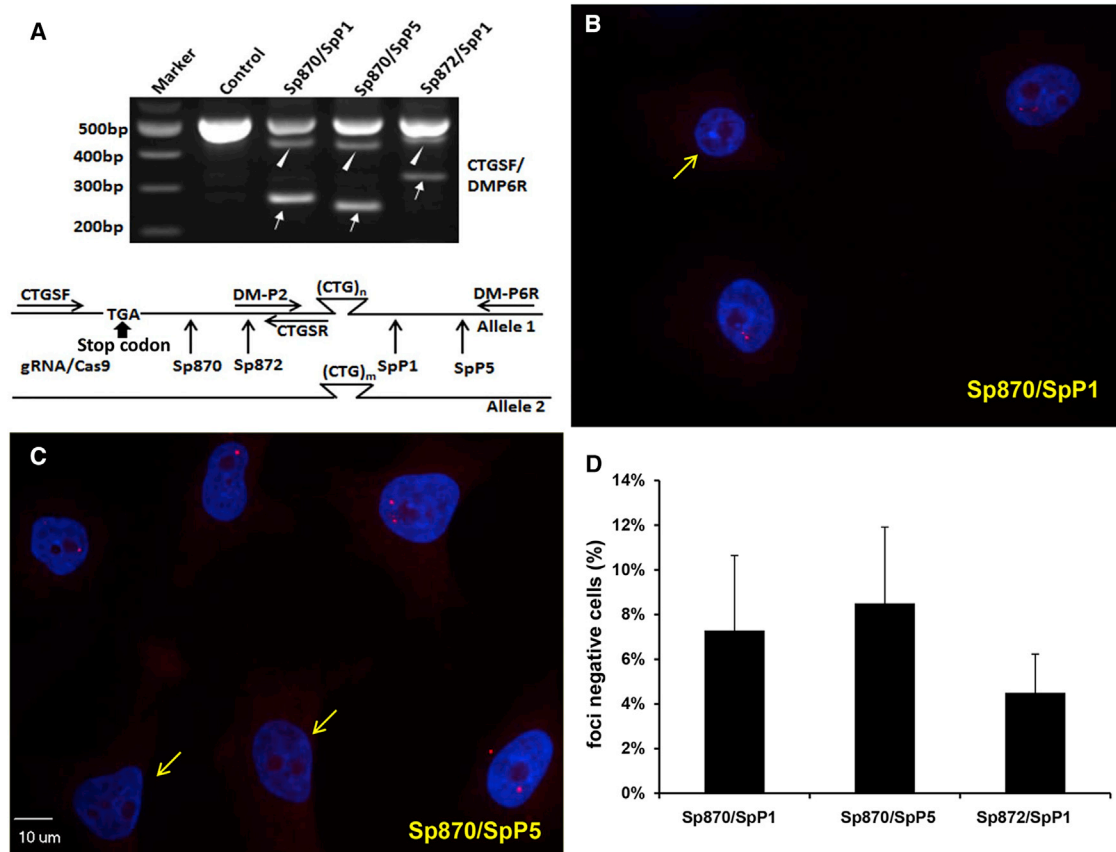 A
Marker
Control
Sp870/SpP1
Sp870/SpP5
Sp872/SpP1
500bp
400bp
300bp
200bp
CTGSF/
DMP6R
CTGSF
TGA
Stop codon
DM-P2
(CTG)n
CTGSR
DM-P6R
Allele 1
gRNA/Cas9
Sp870
Sp872
SpP1
SpP5
(CTG)m
Allele 2
B
Sp870/SpP1
C
10 um
Sp870/SpP5
D
foci negative cells (%)
14%
12%
10%
8%
6%
4%
2%
0%
Sp870/SpP1
Sp870/SpP5
Sp872/SpP1